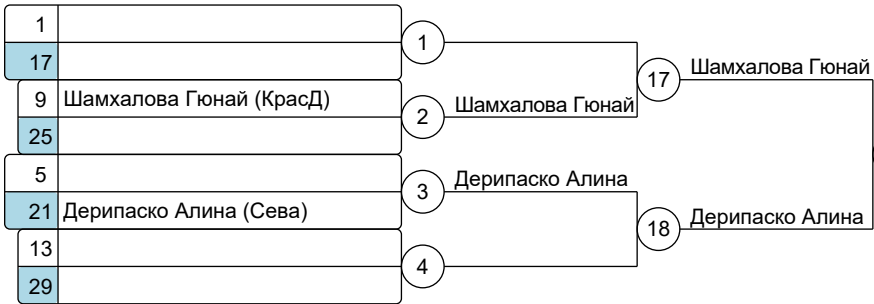 1
17
1
9 Шамхалова Гюнай (КрасД)
25
2 Шамхалова Гюнай
17 Шамхалова Гюнай
5
21 Дерипаско Алина (Сева)
3 Дерипаско Алина
13
29
4
18 Дерипаско Алина